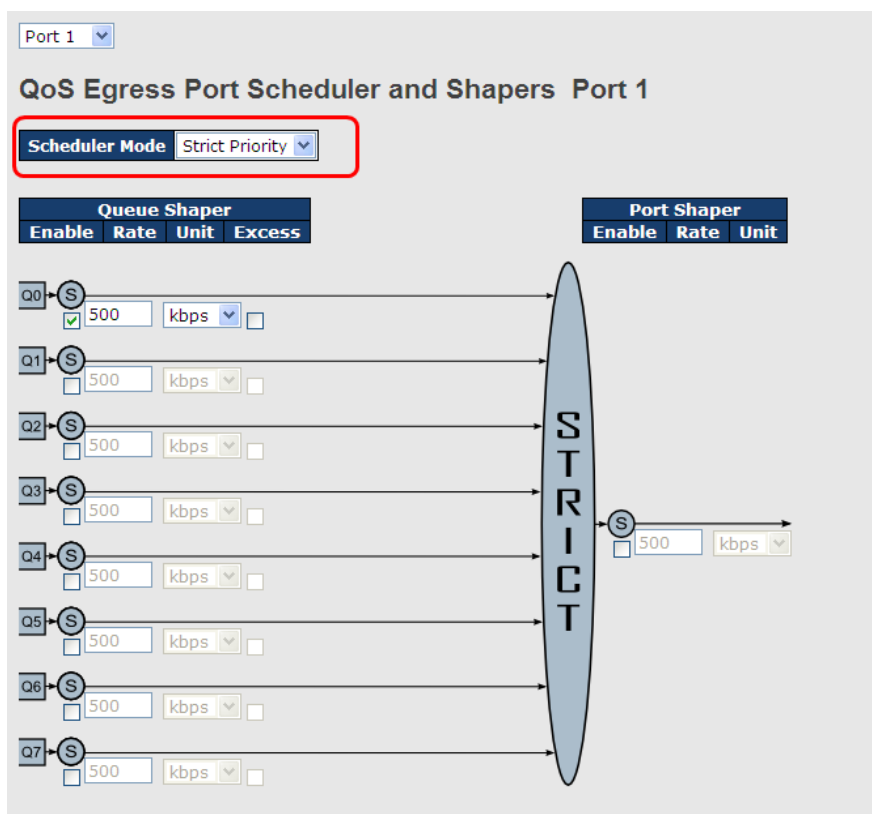 Port 1
QoS Egress Port Scheduler and Shapers Port 1
Scheduler Mode Strict Priority
Queue Shaper
Enable Rate Unit Excess
Port Shaper
Enable Rate Unit
Q0 S
500 kbps
Q1 S
500 kbps
Q2 S
500 kbps
Q3 S
500 kbps
Q4 S
500 kbps
Q5 S
500 kbps
Q6 S
500 kbps
Q7 S
500 kbps
STRICT
S
500 kbps